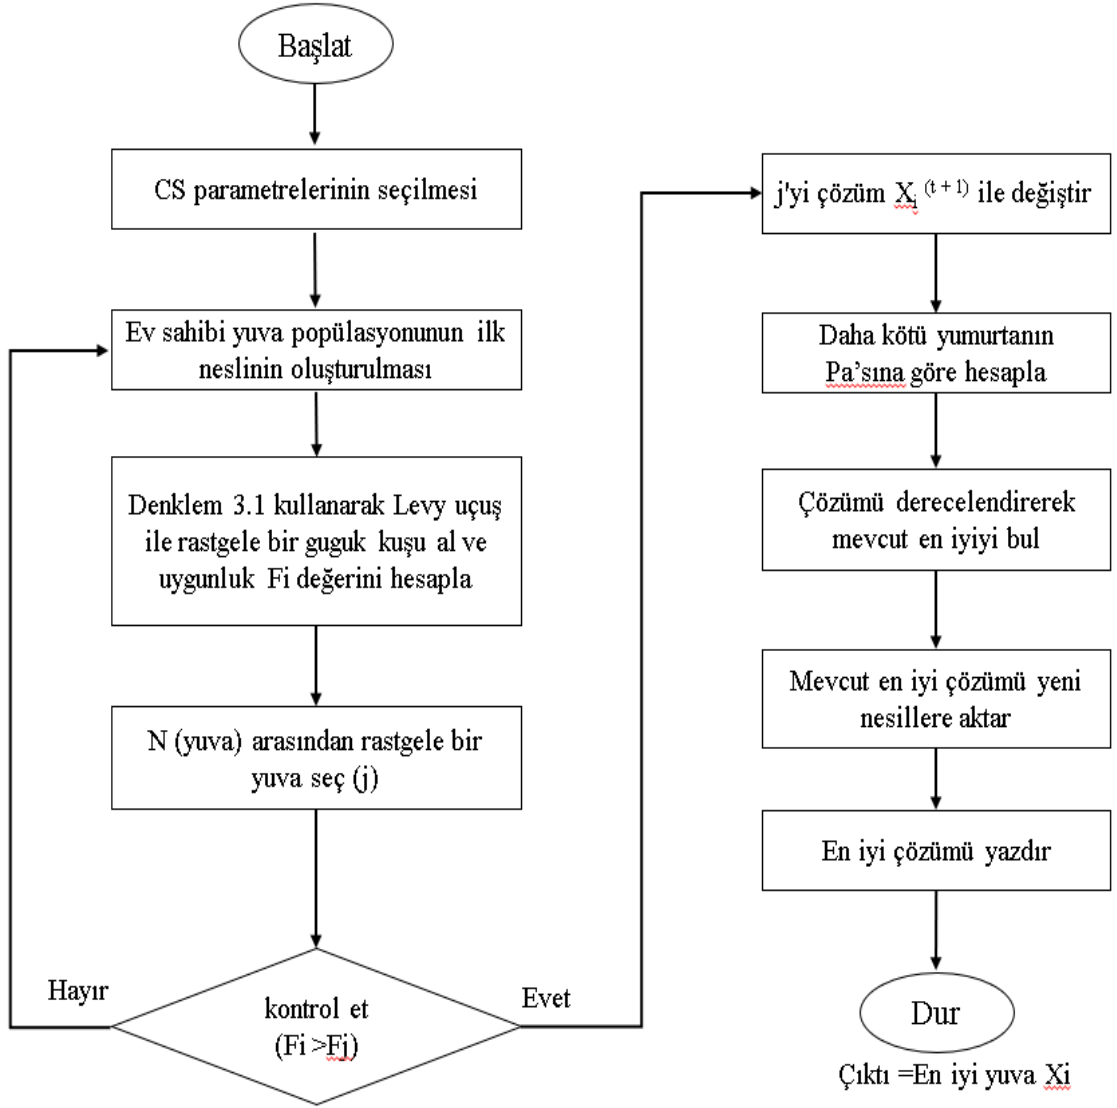 Başlat
CS parametrelerinin seçilmesi
Ev sahibi yuva popülasyonunun ilk
neslinin oluşturulması
Denklem 3.1 kullanarak Levy uçuş
ile rastgele bir guguk kuşu al ve
uygunluk Fi değerini hesapla
N (yuva) arasından rastgele bir
yuva seç (j)
kontrol et
(Fi >Fj)
Hayır
Evet
j'yi çözüm Xi (t + 1) ile değiştir
Daha kötü yumurtanın
Pa’sına göre hesapla
Çözümü derecelendirerek
mevcut en iyiyi bul
Mevcut en iyi çözümü yeni
nesillere aktar
En iyi çözümü yazdır
Dur
Çıktı =En iyi yuva Xi